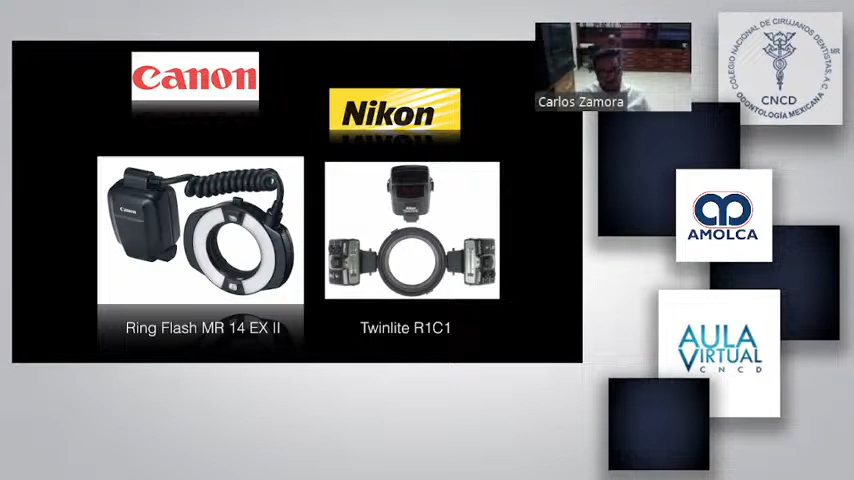 Canon
Nikon
Canon
Ring Flash MR 14 EX II
Twinlite R1C1
Carlos Zamora
COLEGIO NACIONAL DE CIRUJANOS DENTISTAS, A.C.
MR
CNCD
ODONTOLOGÍA MEXICANA
AMOLCA
AULA
VIRTUAL
CNCD